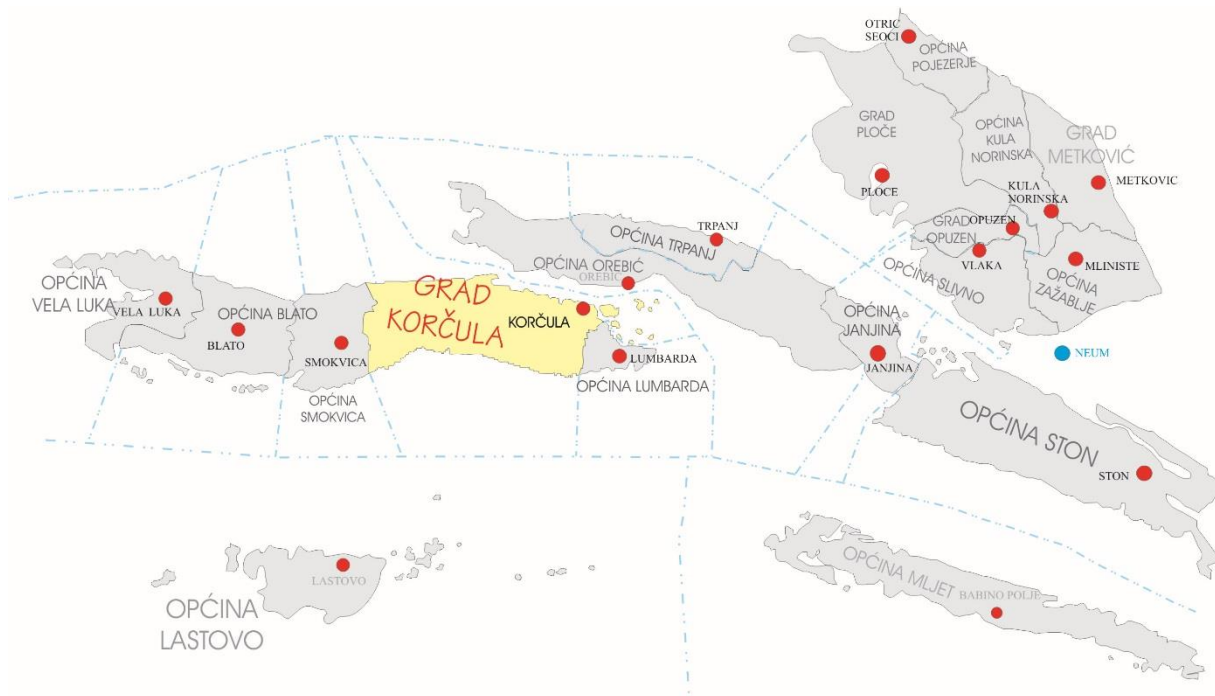 OTRIC
SEOCI
OPĆINA
POJEZERJE
GRAD
PLOČE
OPĆINA
KULA
NORINSKA
GRAD
METKOVIĆ
PLOCE
KULA
NORINSKA
METKOVIC
GRAD
OPUZEN
OPUZEN
VLAKA
MLINISTE
OPĆINA
ZAŽABLJE
OPĆINA SLIVNO
NEUM
TRPANJ
OPĆINA TRPANJ
OPĆINA OREBIĆ
OREBIĆ
OPĆINA
VELA LUKA
VELA LUKA
OPĆINA BLATO
BLATO
SMOKVICA
OPĆINA
SMOKVICA
GRAD
KORČULA
KORČULA
LUMBARDA
OPĆINA LUMBARDA
OPĆINA
JANJINA
JANJINA
OPĆINA STON
STON
LASTOVO
OPĆINA
LASTOVO
OPĆINA MLJET
BABINO POLJE